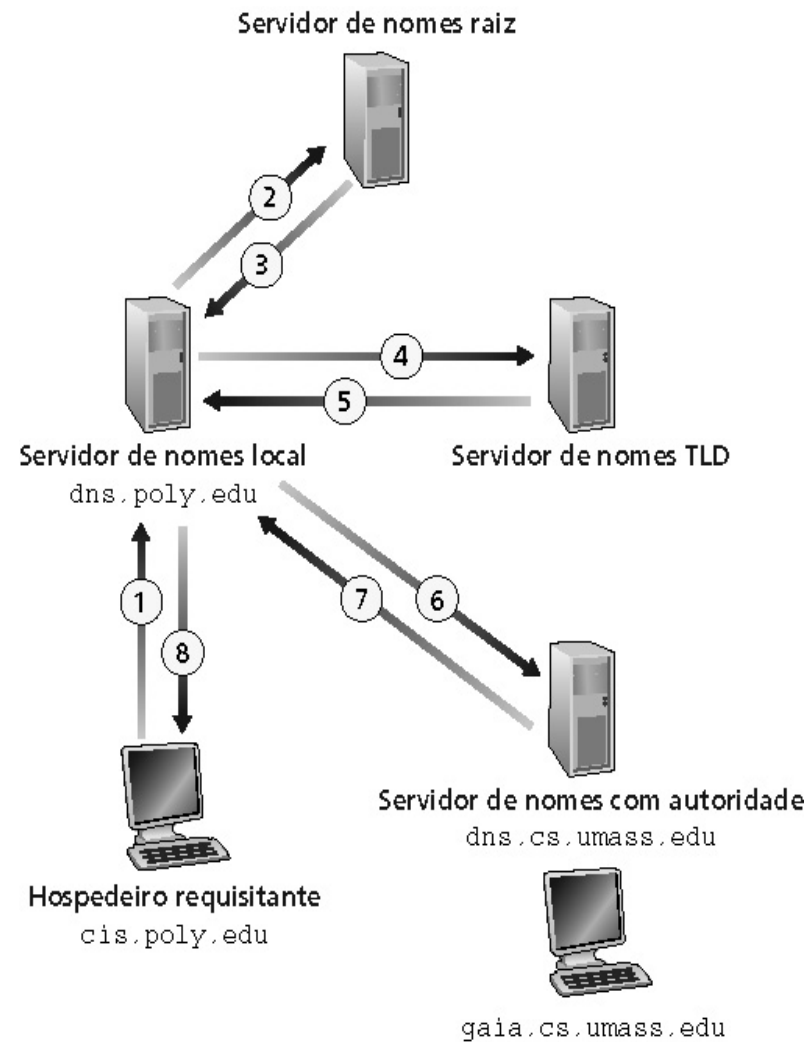 Servidor de nomes raiz
2
3
4
5
Servidor de nomes local
dns.poly.edu
Servidor de nomes TLD
1
8
7
6
Servidor de nomes com autoridade
dns.cs.umass.edu
Hospedeiro requisitante
cis.poly.edu
gaia.cs.umass.edu